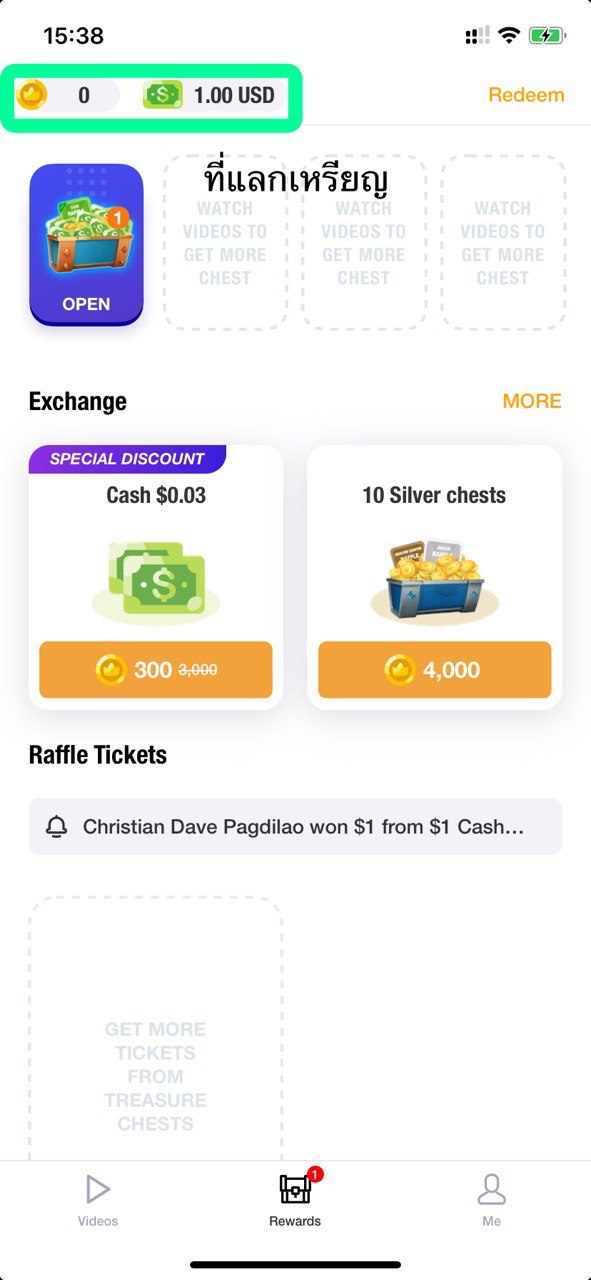 15:38
0
1.00 USD
Redeem
ที่แลกเหรียญ
1
OPEN
WATCH
VIDEOS TO
GET MORE
CHEST
WATCH
VIDEOS TO
GET MORE
CHEST
WATCH
VIDEOS TO
GET MORE
CHEST
Exchange
MORE
SPECIAL DISCOUNT
Cash $0.03
300 3,000
10 Silver chests
4,000
Raffle Tickets
Christian Dave Pagdilao won $1 from $1 Cash...
GET MORE
TICKETS
FROM
TREASURE
CHESTS
Videos
1
Rewards
Me